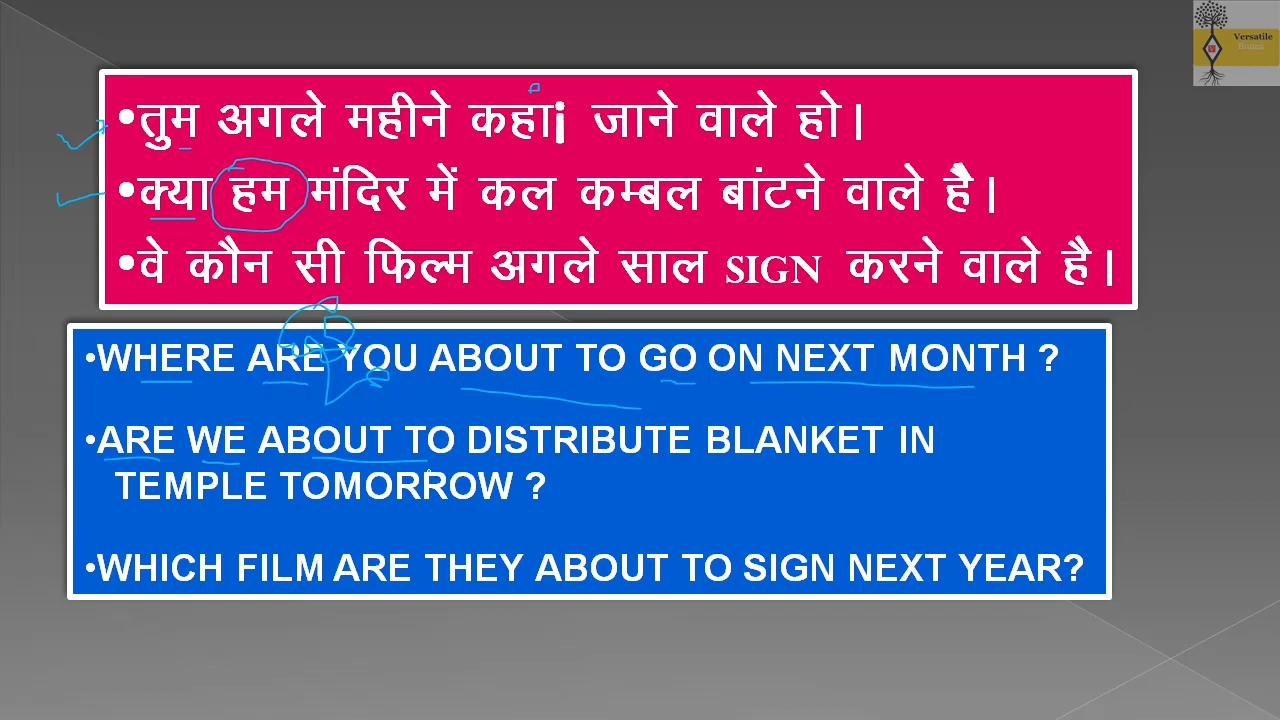 Versatile
Brains
•तुम अगले महीने कहां¡ जाने वाले हो।
•क्या हम मंदिर में कल कम्बल बांटने वाले है।
•वे कौन सी फिल्म अगले साल SIGN करने वाले है।
•WHERE ARE YOU ABOUT TO GO ON NEXT MONTH ?
•ARE WE ABOUT TO DISTRIBUTE BLANKET IN
TEMPLE TOMORROW ?
•WHICH FILM ARE THEY ABOUT TO SIGN NEXT YEAR?